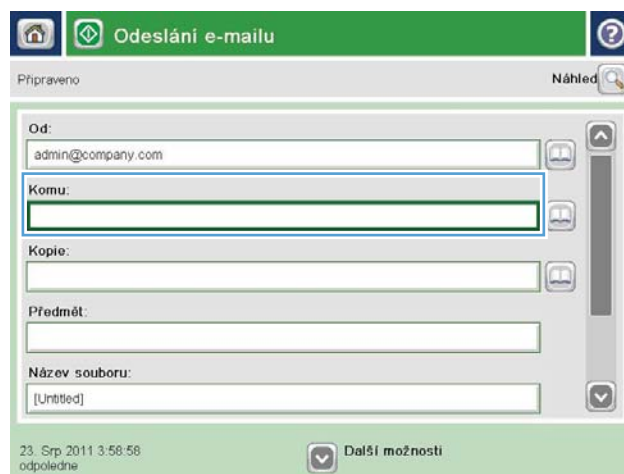 Odeslání e-mailu
Připraveno
Náhled
Od:
admin@company.com
Komu:
Kopie:
Předmět:
Název souboru:
[Untitled]
23. Srp 2011 3:58:58
odpoledne
Další možnosti